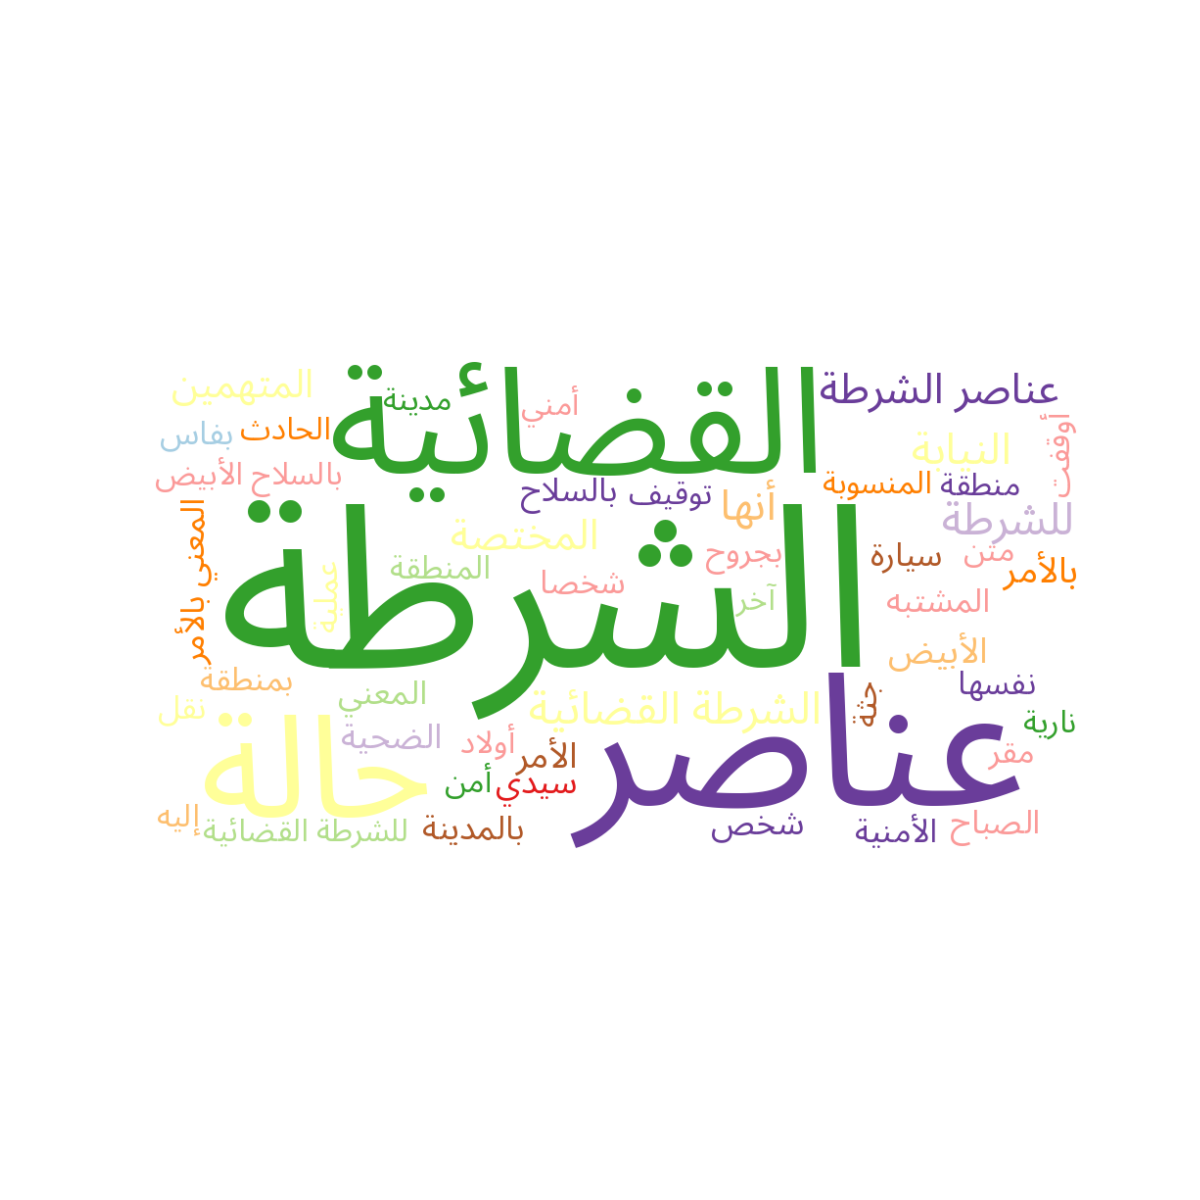 القضائية
عناصر الشرطة
المتهمين
مدينة
أمني
أوقفت
بفاس
الحادث
النيابة
بالسلاح الأبيض
المنسوبة
منطقة
توقيف
بالسلاح
أنها
للشرطة
الشرطة
المختصة
بجروح
سيارة
متن
بالأمر
المنطقة
شخصا
عملية
آخر
المشتبه
المعني بالأمر
الأبيض
بمنطقة
المعني
نفسها
جثة
نقل
الشرطة القضائية
نارية
حالة
الضحية
أولاد
الأمر
عناصر
مقر
أمن
سيدي
إليه
للشرطة القضائية
بالمدينة
شخص
الأمنية
الصباح